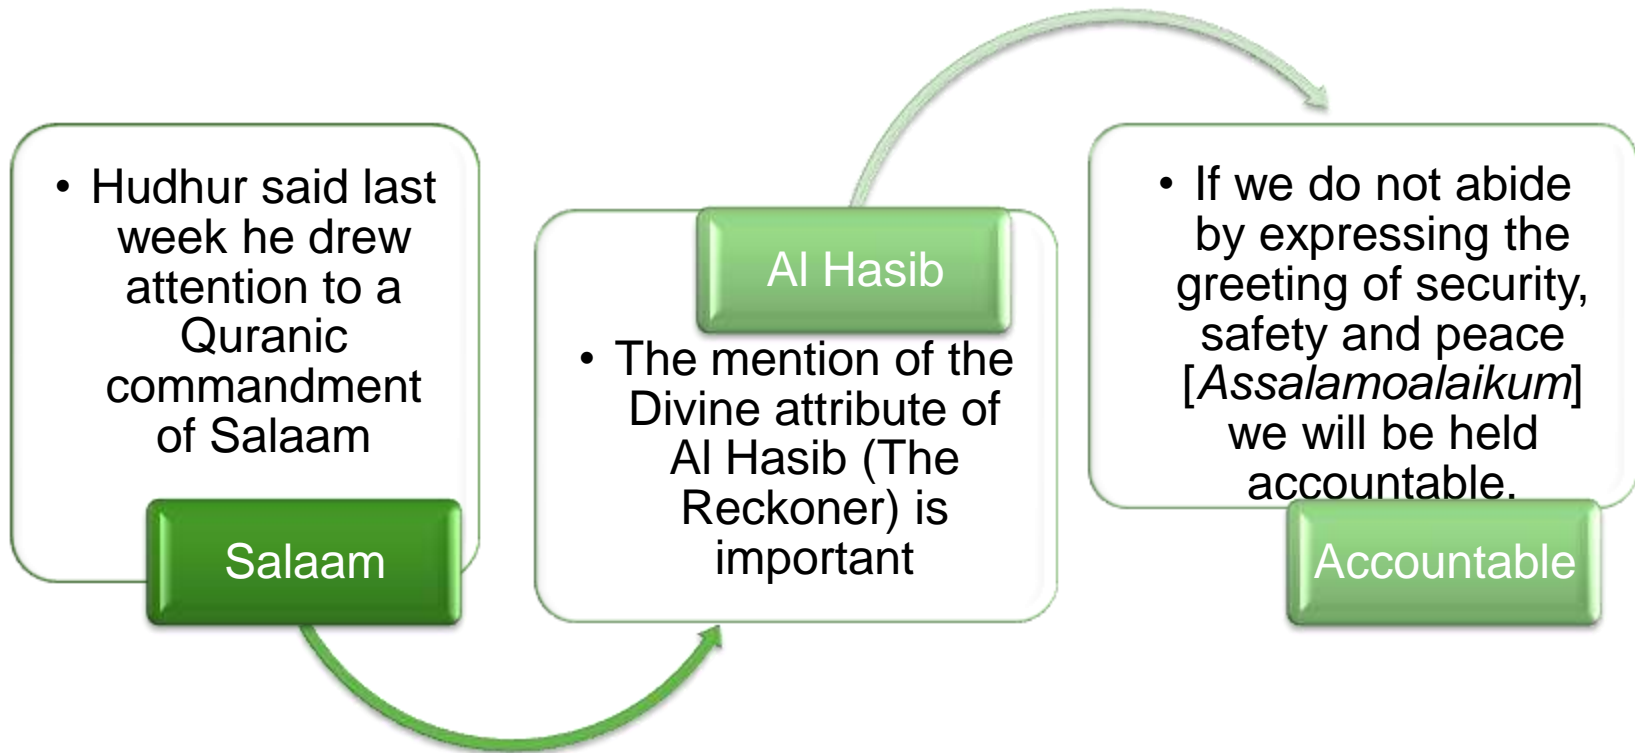 • Hudhur said last
week he drew
attention to a
Quranic
commandment
of Salaam
Salaam
Al Hasib
• The mention of the
Divine attribute of
Al Hasib (The
Reckoner) is
important
• If we do not abide
by expressing the
greeting of security,
safety and peace
[Assalamoalaikum]
we will be held
accountable.
Accountable